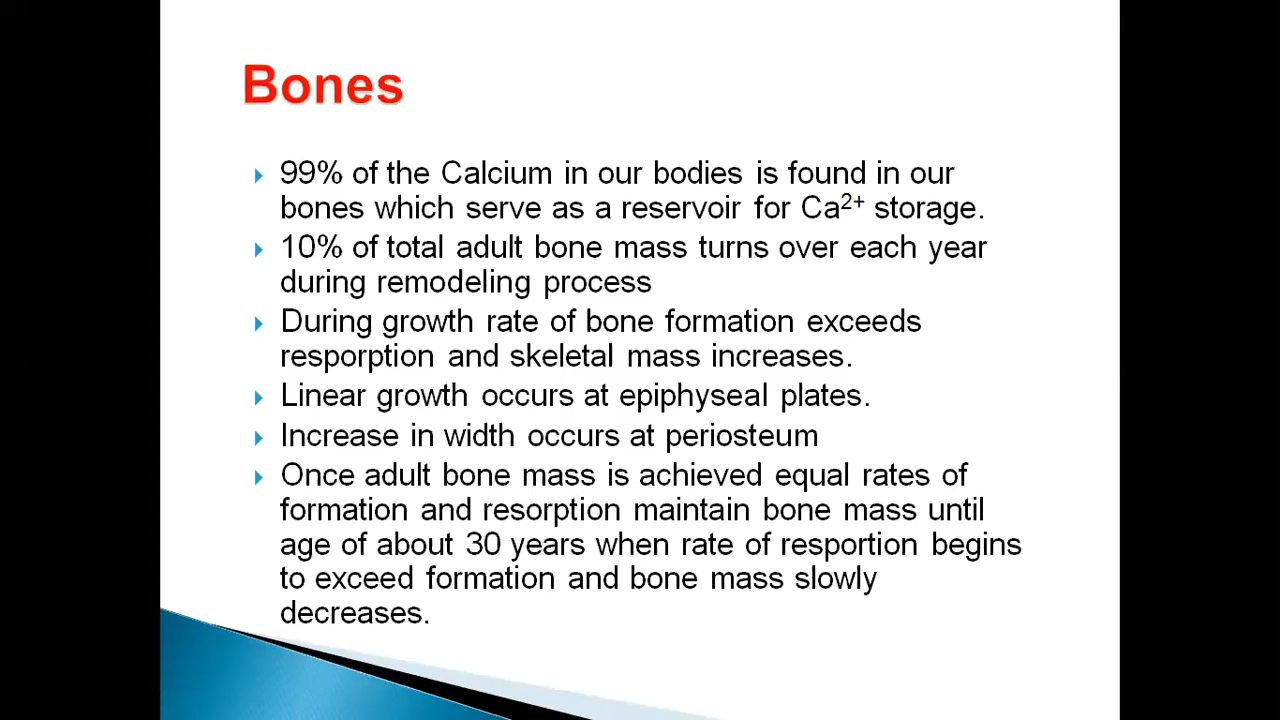 Bones
99% of the Calcium in our bodies is found in our
bones which serve as a reservoir for Ca²⁺ storage.
10% of total adult bone mass turns over each year
during remodeling process
During growth rate of bone formation exceeds
resporption and skeletal mass increases.
Linear growth occurs at epiphyseal plates.
Increase in width occurs at periosteum
Once adult bone mass is achieved equal rates of
formation and resorption maintain bone mass until
age of about 30 years when rate of resportion begins
to exceed formation and bone mass slowly
decreases.